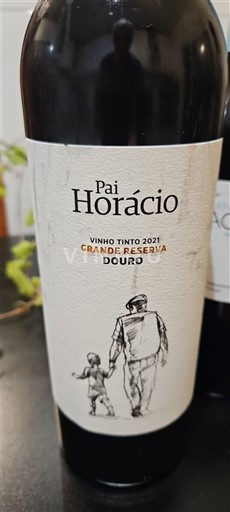 Pai
Horácio
VINHO TINTO 2021
GRANDE RESERVA
DOURO